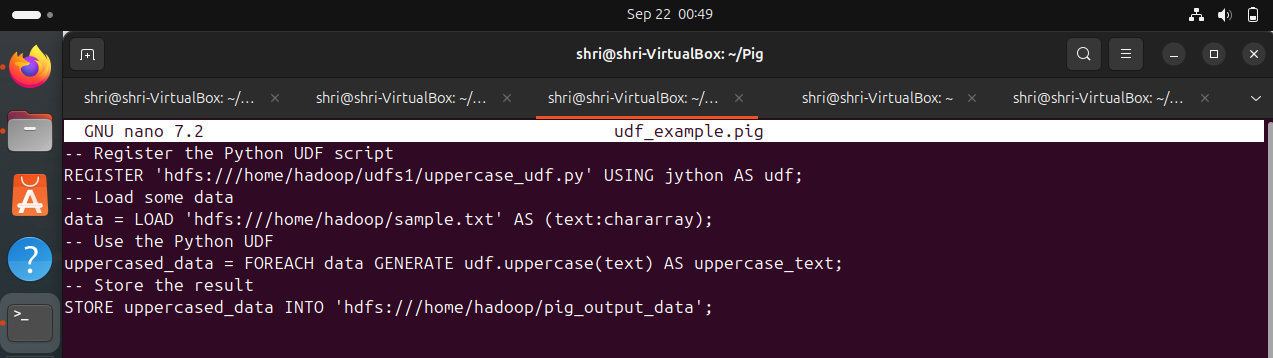 Sep 22 00:49
shri@shri-VirtualBox: ~/Pig
shri@shri-VirtualBox: ~/... shri@shri-VirtualBox: ~/... shri@shri-VirtualBox: ~/... shri@shri-VirtualBox: ~ shri@shri-VirtualBox: ~/...
GNU nano 7.2 udf_example.pig
-- Register the Python UDF script
REGISTER 'hdfs:///home/hadoop/udfs1/uppercase_udf.py' USING jython AS udf;
-- Load some data
data = LOAD 'hdfs:///home/hadoop/sample.txt' AS (text:chararray);
-- Use the Python UDF
uppercased_data = FOREACH data GENERATE udf.uppercase(text) AS uppercase_text;
-- Store the result
STORE uppercased_data INTO 'hdfs:///home/hadoop/pig_output_data';